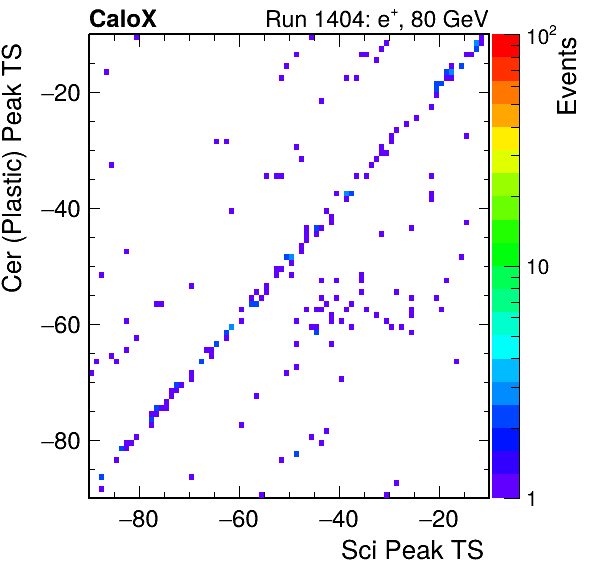 CaloX Run 1404: e⁺, 80 GeV
Cer (Plastic) Peak TS
−20
−40
−60
−80
−80 −60 −40 −20
Sci Peak TS
10²
10
1
Events